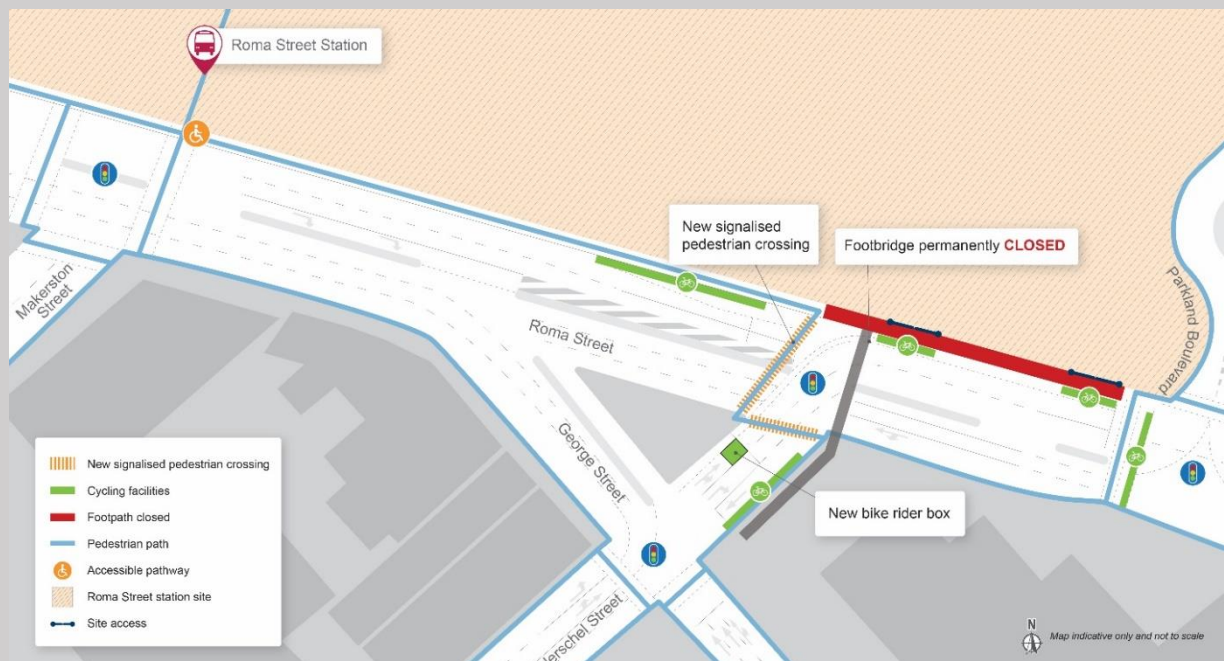 Roma Street Station
New signalised
pedestrian crossing
Footbridge permanently CLOSED
Makerston
Street
Roma Street
Parkland Boulevard
George Street
New bike rider box
Herschel Street
New signalised pedestrian crossing
Cycling facilities
Footpath closed
Pedestrian path
Accessible pathway
Roma Street station site
Site access
N
Map indicative only and not to scale